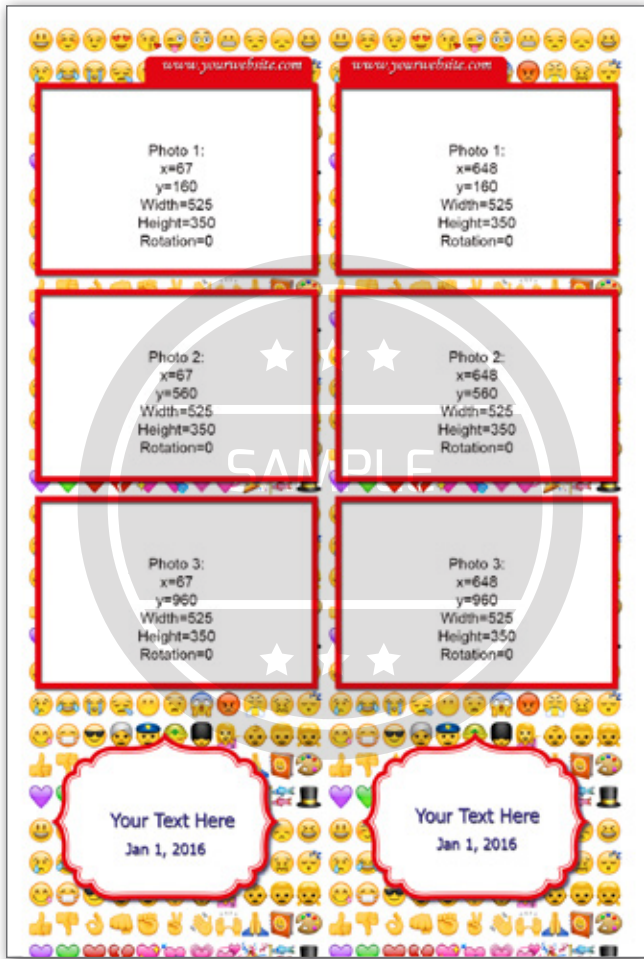 www.yourwebsite.com www.yourwebsite.com
Photo 1:
x=67
y=160
Width=525
Height=350
Rotation=0
Photo 1:
x=648
y=160
Width=525
Height=350
Rotation=0
Photo 2:
x=67
y=560
Width=525
Height=350
Rotation=0
Photo 2:
x=648
y=560
Width=525
Height=350
Rotation=0
SAMPLE
Photo 3:
x=67
y=960
Width=525
Height=350
Rotation=0
Photo 3:
x=648
y=960
Width=525
Height=350
Rotation=0
Your Text Here
Jan 1, 2016
Your Text Here
Jan 1, 2016